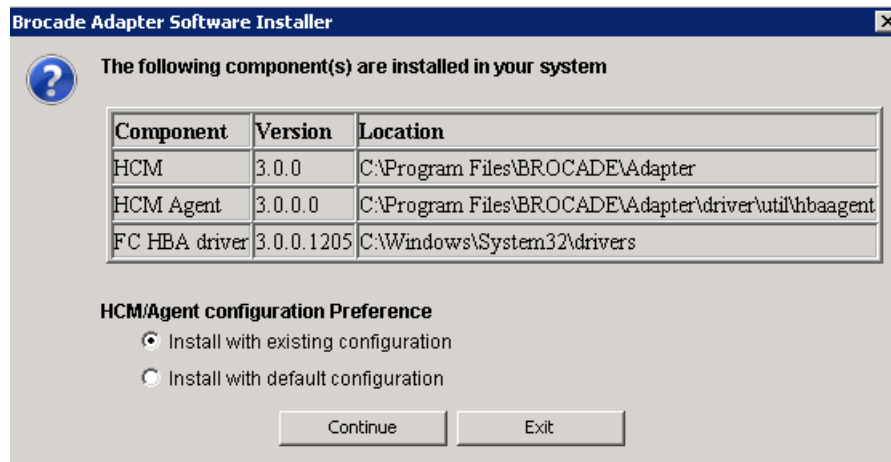 Brocade Adapter Software Installer
The following component(s) are installed in your system
Component Version Location
HCM 3.0.0 C:\Program Files\BROCADE\Adapter
HCM Agent 3.0.0.0 C:\Program Files\BROCADE\Adapter\driver\util\hbaagent
FC HBA driver 3.0.0.1205 C:\Windows\System32\drivers
HCM/Agent configuration Preference
Install with existing configuration
Install with default configuration
Continue Exit